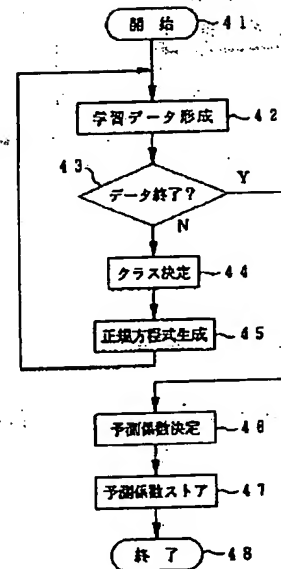 開始 41
学習データ形成 42
43
データ終了? Y
N
クラス決定 44
正規方程式生成 45
予測係数決定 46
予測係数ストア 47
終了 48